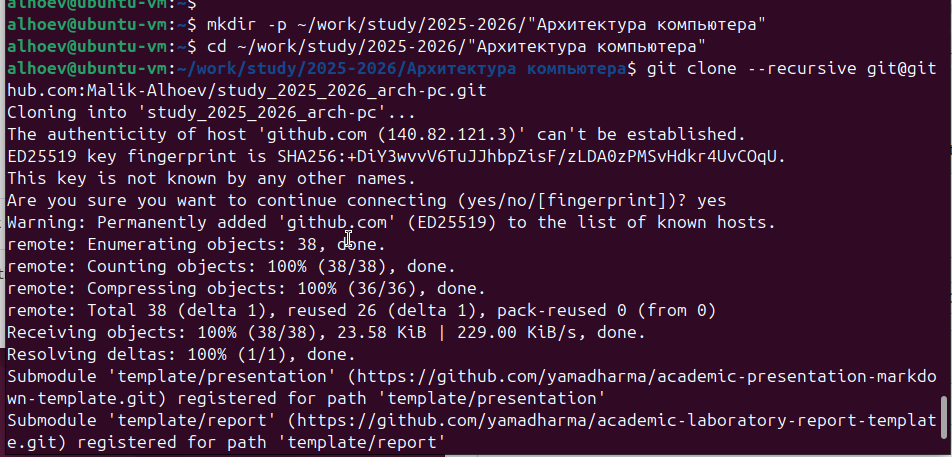 alhoev@ubuntu-vm:~$
alhoev@ubuntu-vm:~$ mkdir -p ~/work/study/2025-2026/"Архитектура компьютера"
alhoev@ubuntu-vm:~$ cd ~/work/study/2025-2026/"Архитектура компьютера"
alhoev@ubuntu-vm:~/work/study/2025-2026/Архитектура компьютера$ git clone --recursive git@git
hub.com:Malik-Alhoev/study_2025_2026_arch-pc.git
Cloning into 'study_2025_2026_arch-pc'...
The authenticity of host 'github.com (140.82.121.3)' can't be established.
ED25519 key fingerprint is SHA256:+DiY3wvvV6TuJJhbpZisF/zLDA0zPMSvHdkr4UvCOqU.
This key is not known by any other names.
Are you sure you want to continue connecting (yes/no/[fingerprint])? yes
Warning: Permanently added 'github.com' (ED25519) to the list of known hosts.
remote: Enumerating objects: 38, done.
remote: Counting objects: 100% (38/38), done.
remote: Compressing objects: 100% (36/36), done.
remote: Total 38 (delta 1), reused 26 (delta 1), pack-reused 0 (from 0)
Receiving objects: 100% (38/38), 23.58 KiB | 229.00 KiB/s, done.
Resolving deltas: 100% (1/1), done.
Submodule 'template/presentation' (https://github.com/yamadharma/academic-presentation-markdo
wn-template.git) registered for path 'template/presentation'
Submodule 'template/report' (https://github.com/yamadharma/academic-laboratory-report-templat
e.git) registered for path 'template/report'